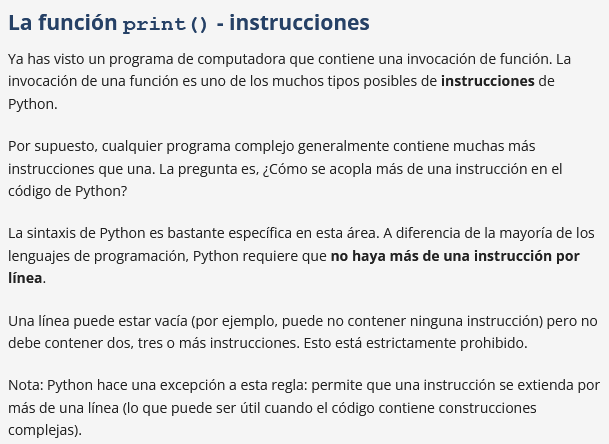 La función print() - instrucciones
Ya has visto un programa de computadora que contiene una invocación de función. La
invocación de una función es uno de los muchos tipos posibles de instrucciones de
Python.
Por supuesto, cualquier programa complejo generalmente contiene muchas más
instrucciones que una. La pregunta es, ¿Cómo se acopla más de una instrucción en el
código de Python?
La sintaxis de Python es bastante específica en esta área. A diferencia de la mayoría de los
lenguajes de programación, Python requiere que no haya más de una instrucción por
línea.
Una línea puede estar vacía (por ejemplo, puede no contener ninguna instrucción) pero no
debe contener dos, tres o más instrucciones. Esto está estrictamente prohibido.
Nota: Python hace una excepción a esta regla: permite que una instrucción se extienda por
más de una línea (lo que puede ser útil cuando el código contiene construcciones
complejas).